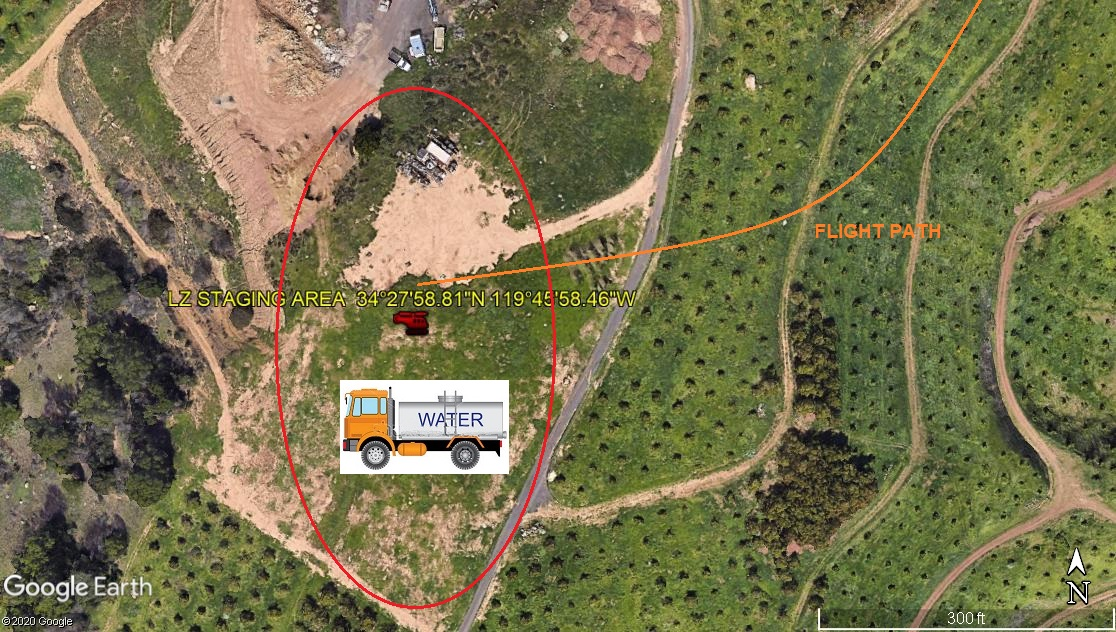 FLIGHT PATH
LZ STAGING AREA 34°27'58.81"N 119°45'58.46"W
WATER
Google Earth
N
©2020 Google
300 ft